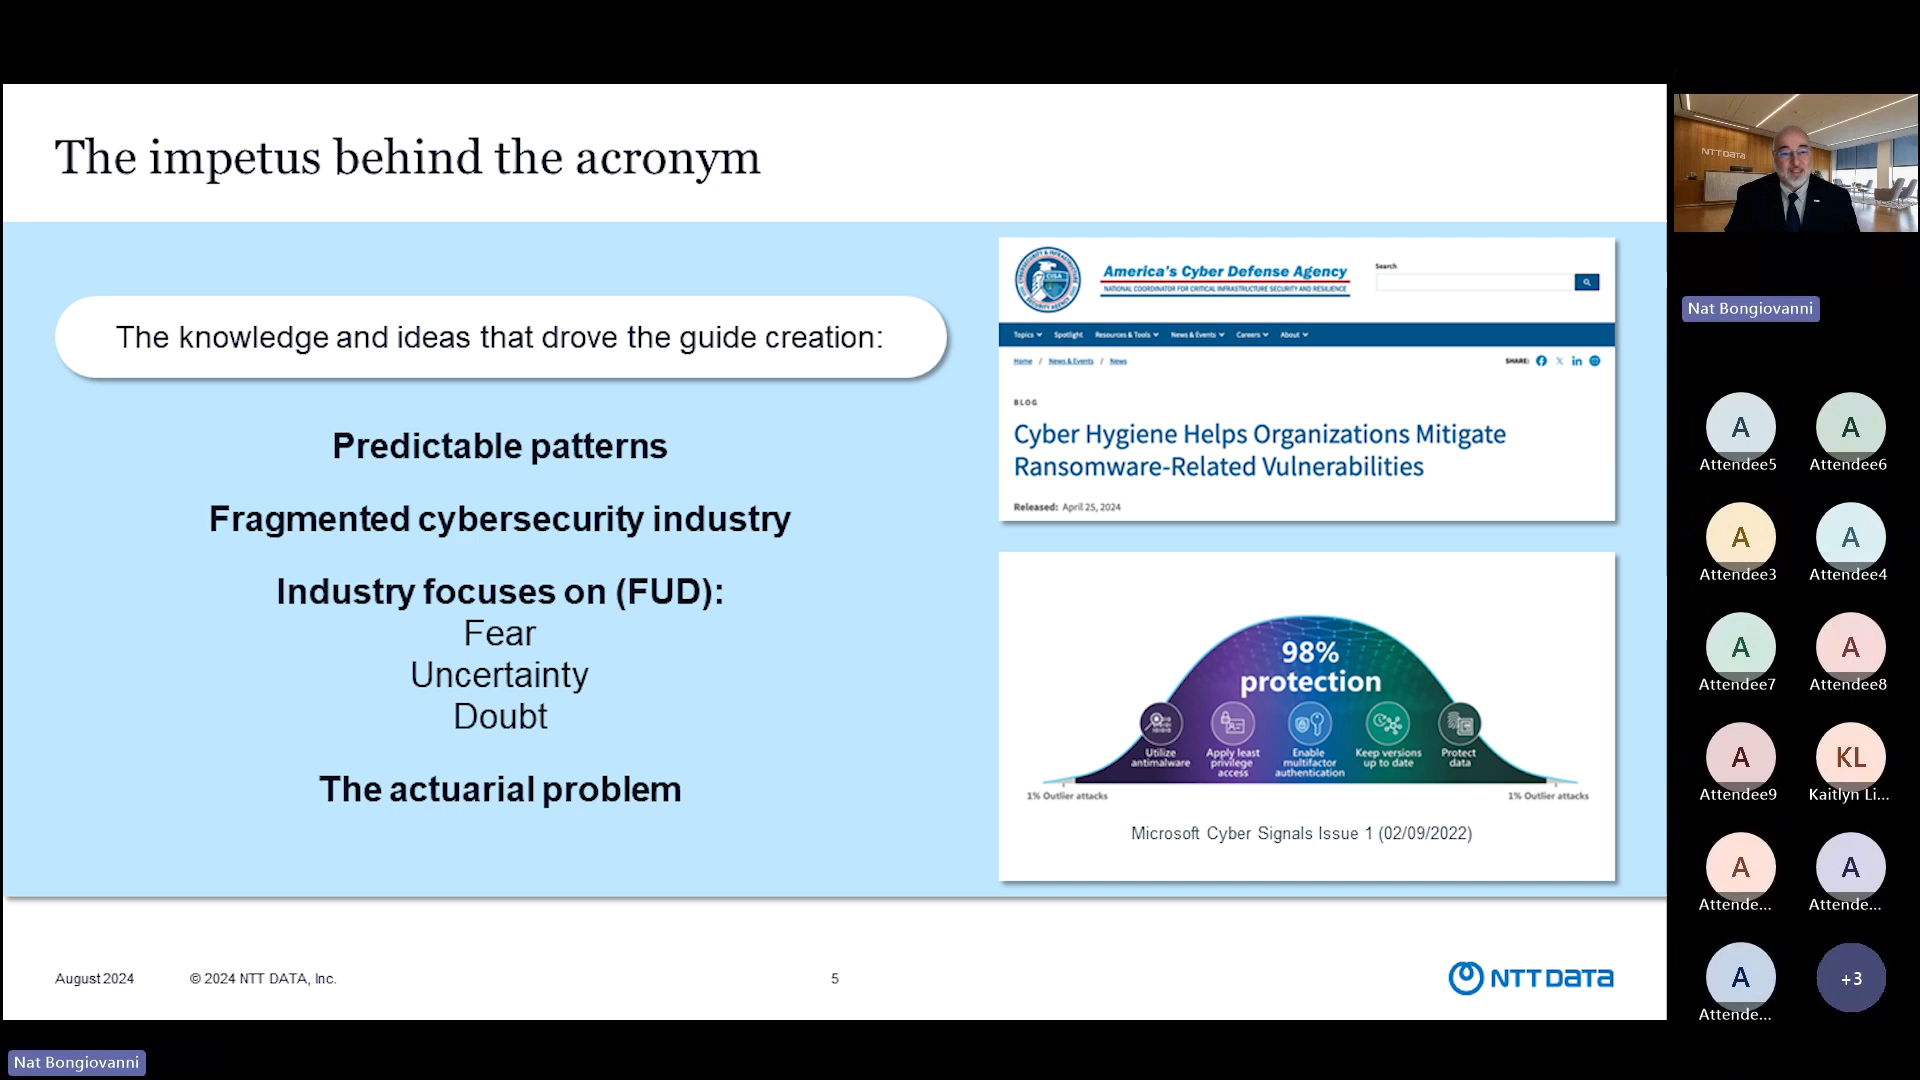 The impetus behind the acronym
The knowledge and ideas that drove the guide creation:
Predictable patterns
Fragmented cybersecurity industry
Industry focuses on (FUD):
Fear
Uncertainty
Doubt
The actuarial problem
CISA
America's Cyber Defense Agency
NATIONAL COORDINATOR FOR CRITICAL INFRASTRUCTURE SECURITY AND RESILIENCE
Search
Topics Spotlight Resources & Tools News & Events Careers About
Home / News & Events / News
SHARE:
BLOG
Cyber Hygiene Helps Organizations Mitigate
Ransomware-Related Vulnerabilities
Released: April 25, 2024
98%
protection
Utilize
antimalware
Apply least
privilege
access
Enable
multifactor
authentication
Keep versions
up to date
Protect
data
1% Outlier attacks
1% Outlier attacks
Microsoft Cyber Signals Issue 1 (02/09/2022)
August 2024
© 2024 NTT DATA, Inc.
5
NTT DATA
NTT DATA
Nat Bongiovanni
A
Attendee5
A
Attendee6
A
Attendee3
A
Attendee4
A
Attendee7
A
Attendee8
A
Attendee9
KL
Kaitlyn Li...
A
Attende...
A
Attende...
A
Attende...
+3
Nat Bongiovanni